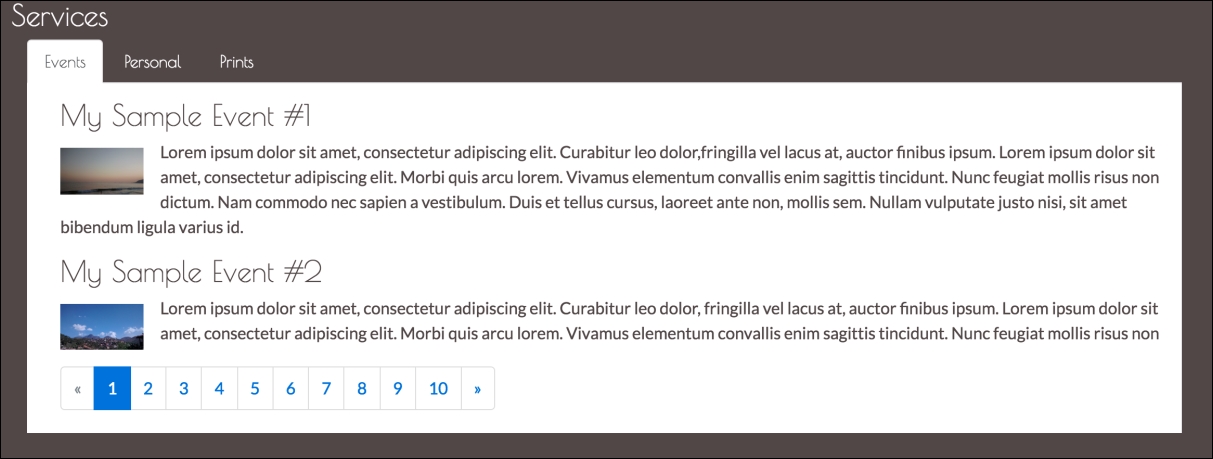 Services
Events Personal Prints
My Sample Event #1
Lorem ipsum dolor sit amet, consectetur adipiscing elit. Curabitur leo dolor,fringilla vel lacus at, auctor finibus ipsum. Lorem ipsum dolor sit
amet, consectetur adipiscing elit. Morbi quis arcu lorem. Vivamus elementum convallis enim sagittis tincidunt. Nunc feugiat mollis risus non
dictum. Nam commodo nec sapien a vestibulum. Duis et tellus cursus, laoreet ante non, mollis sem. Nullam vulputate justo nisi, sit amet
bibendum ligula varius id.
My Sample Event #2
Lorem ipsum dolor sit amet, consectetur adipiscing elit. Curabitur leo dolor, fringilla vel lacus at, auctor finibus ipsum. Lorem ipsum dolor sit
amet, consectetur adipiscing elit. Morbi quis arcu lorem. Vivamus elementum convallis enim sagittis tincidunt. Nunc feugiat mollis risus non
« 1 2 3 4 5 6 7 8 9 10 »